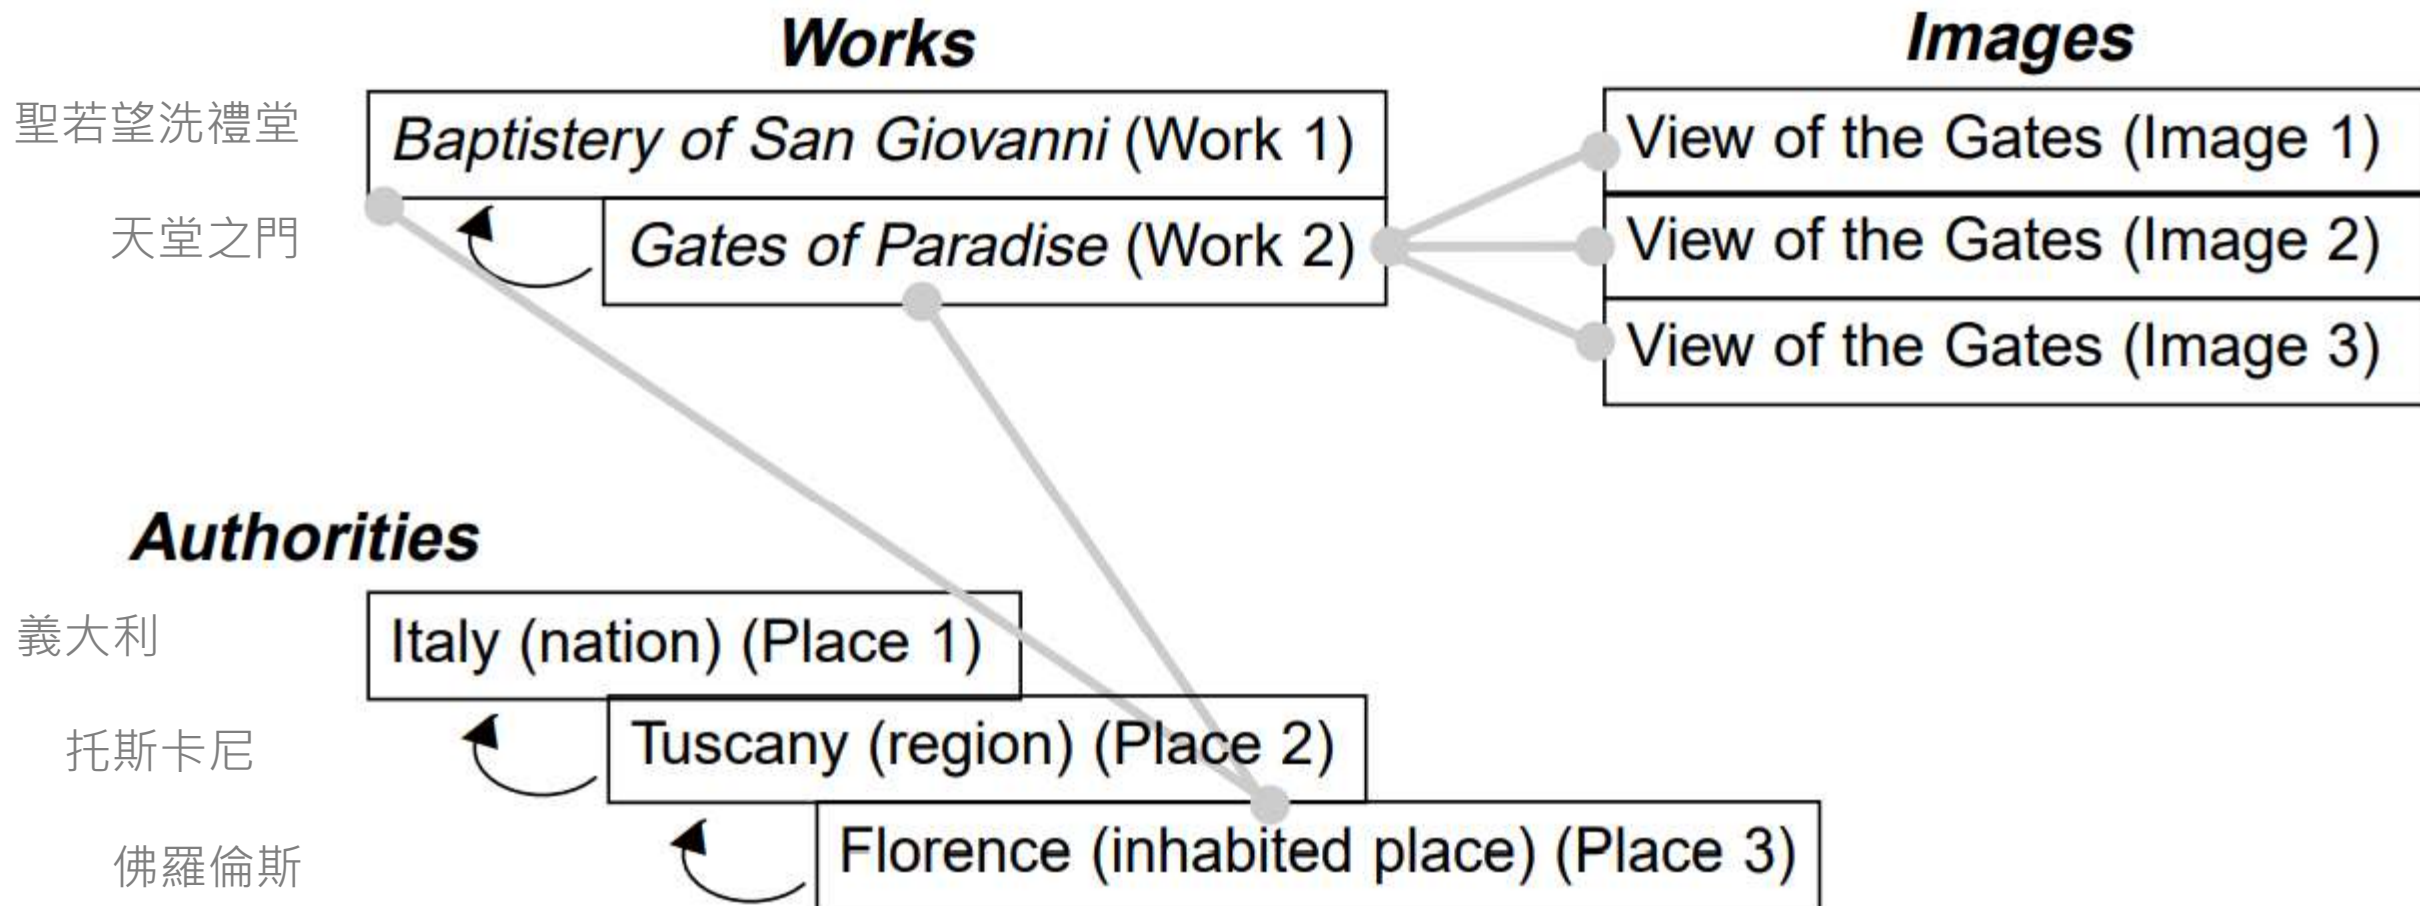 Works
Images
聖若望洗禮堂
Baptistery of San Giovanni (Work 1)
View of the Gates (Image 1)
天堂之門
Gates of Paradise (Work 2)
View of the Gates (Image 2)
View of the Gates (Image 3)
Authorities
義大利
Italy (nation) (Place 1)
托斯卡尼
Tuscany (region) (Place 2)
佛羅倫斯
Florence (inhabited place) (Place 3)